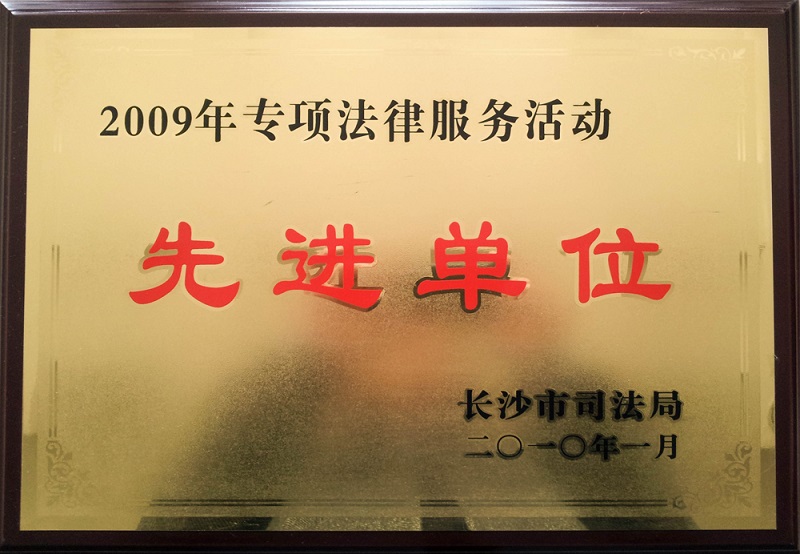 2009年专项法律服务活动
先进单位
长沙市司法局
二〇一〇年一月